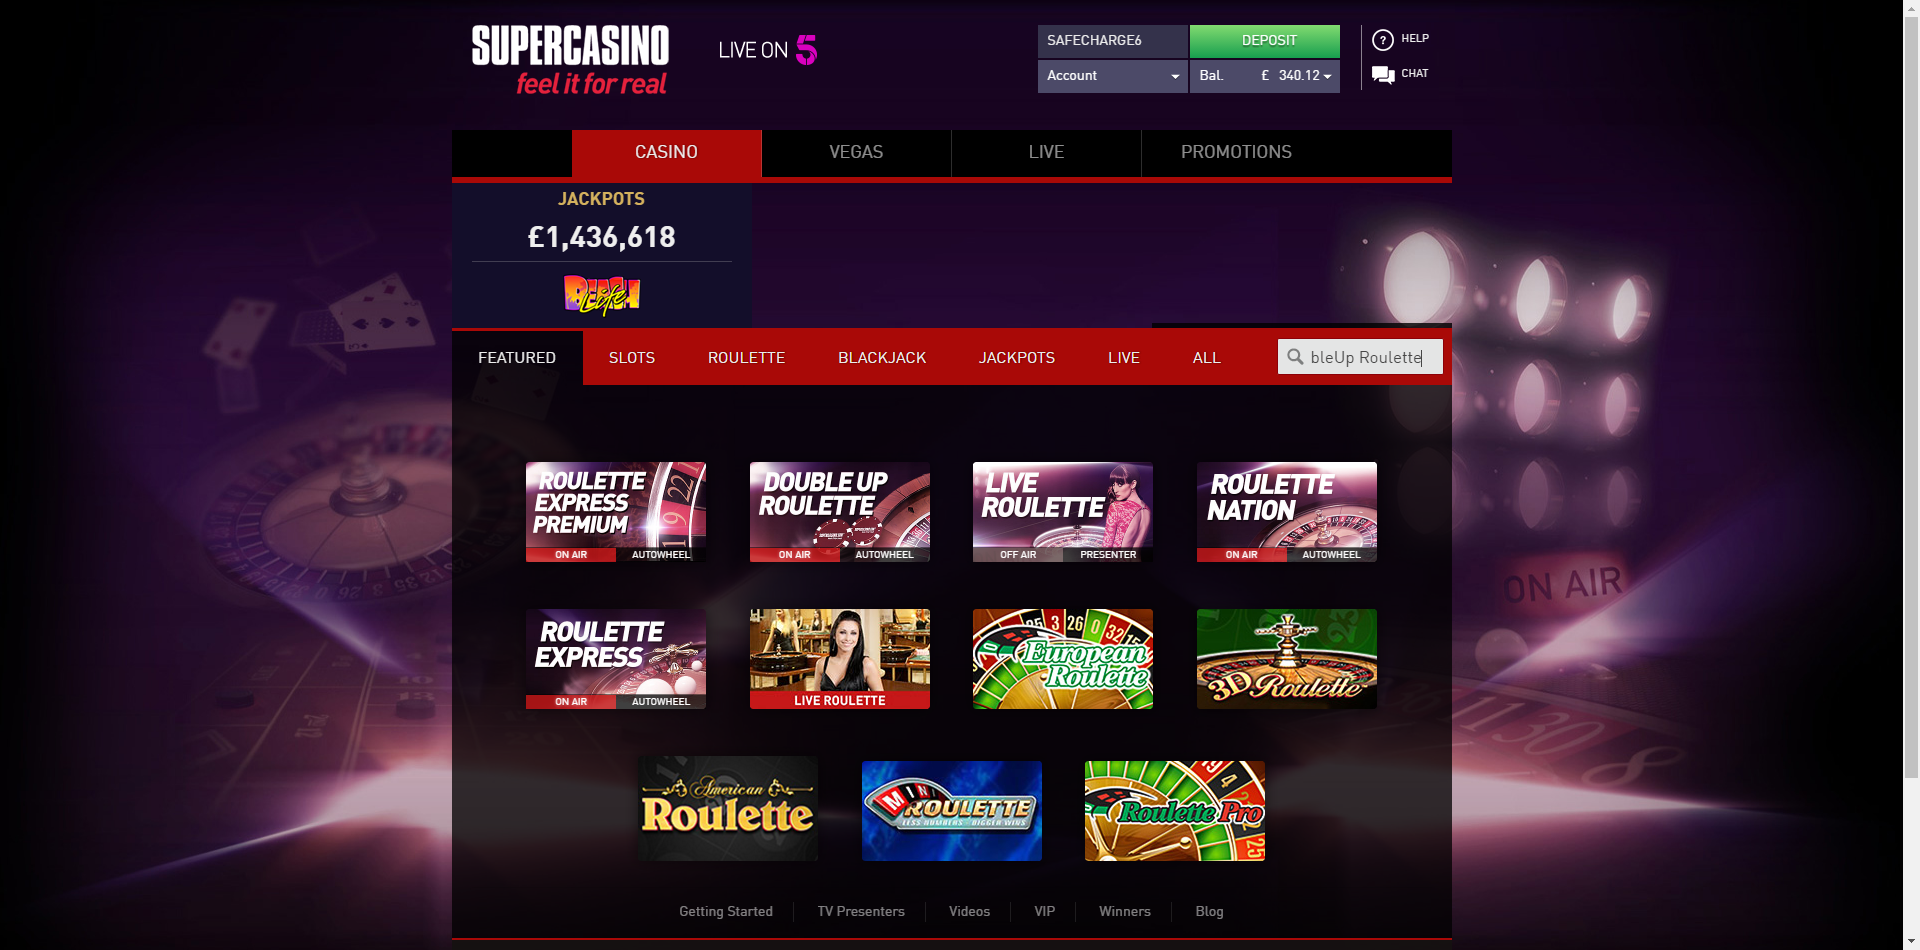 SUPERCASINO
feel it for real
LIVE ON 5
SAFECHARGE6
DEPOSIT
Account
Bal. £ 340.12
HELP
CHAT
CASINO
VEGAS
LIVE
PROMOTIONS
JACKPOTS
£1,436,618
BEACH
Life
FEATURED
SLOTS
ROULETTE
BLACKJACK
JACKPOTS
LIVE
ALL
bleUp Roulette
ROULETTE
EXPRESS
PREMIUM
ON AIR
AUTOWHEEL
DOUBLE UP
ROULETTE
ON AIR
AUTOWHEEL
LIVE
ROULETTE
OFF AIR
PRESENTER
ROULETTE
NATION
ON AIR
AUTOWHEEL
ON AIR
ROULETTE
EXPRESS
ON AIR
AUTOWHEEL
LIVE ROULETTE
European
Roulette
3D Roulette
American
Roulette
MINI
ROULETTE
LESS NUMBERS - BIGGER WINS
Roulette Pro
Getting Started
TV Presenters
Videos
VIP
Winners
Blog